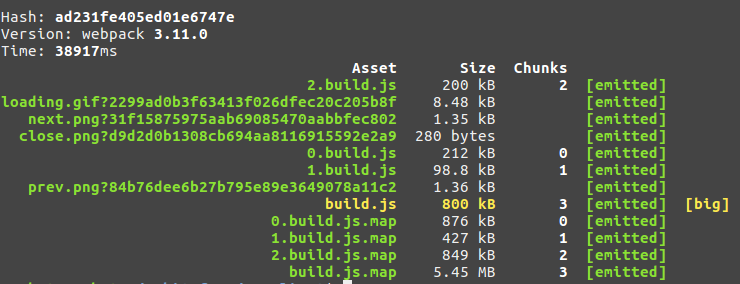 Hash: ad231fe405ed01e6747e
Version: webpack 3.11.0
Time: 38917ms
Asset Size Chunks
2.build.js 200 kB 2 [emitted]
loading.gif?2299ad0b3f63413f026dfec20c205b8f 8.48 kB [emitted]
next.png?31f15875975aab69085470aabbfec802 1.35 kB [emitted]
close.png?d9d2d0b1308cb694aa8116915592e2a9 280 bytes [emitted]
0.build.js 212 kB 0 [emitted]
1.build.js 98.8 kB 1 [emitted]
prev.png?84b76dee6b27b795e89e3649078a11c2 1.36 kB [emitted]
build.js 800 kB 3 [emitted] [big]
0.build.js.map 876 kB 0 [emitted]
1.build.js.map 427 kB 1 [emitted]
2.build.js.map 849 kB 2 [emitted]
build.js.map 5.45 MB 3 [emitted]